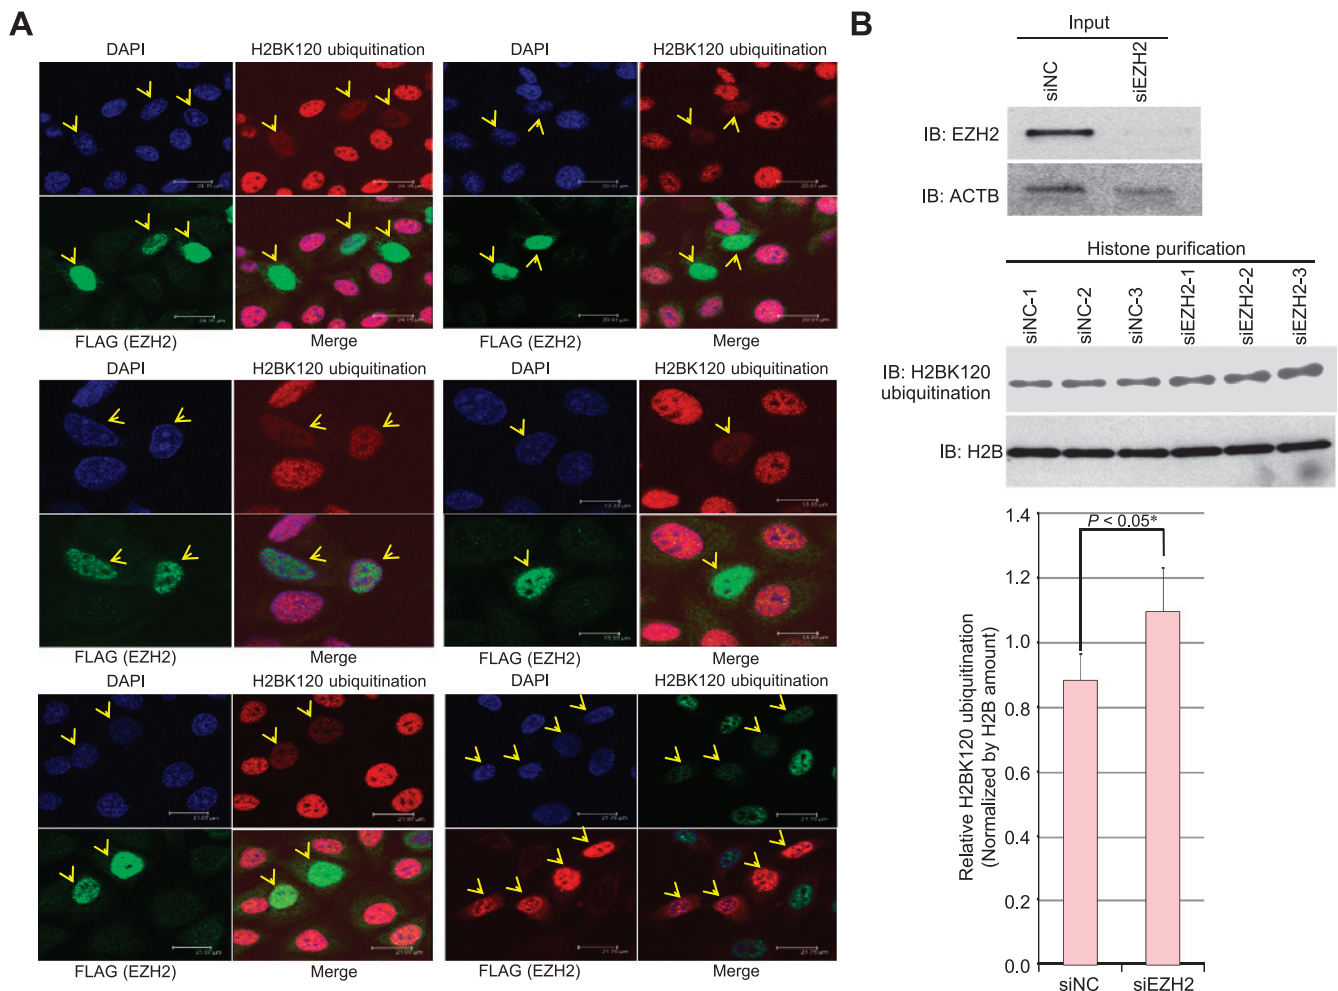 A
DAPI
H2BK120 ubiquitination
DAPI
H2BK120 ubiquitination
FLAG (EZH2)
Merge
FLAG (EZH2)
Merge
DAPI
H2BK120 ubiquitination
DAPI
H2BK120 ubiquitination
FLAG (EZH2)
Merge
FLAG (EZH2)
Merge
DAPI
H2BK120 ubiquitination
DAPI
H2BK120 ubiquitination
FLAG (EZH2)
Merge
FLAG (EZH2)
Merge
B
Input
siNC
siEZH2
IB: EZH2
IB: ACTB
Histone purification
siNC-1
siNC-2
siNC-3
siEZH2-1
siEZH2-2
siEZH2-3
IB: H2BK120
ubiquitination
IB: H2B
Relative H2BK120 ubiquitination
(Normalized by H2B amount)
1.4
1.2
1.0
0.8
0.6
0.4
0.2
0.0
P < 0.05*
siNC
siEZH2